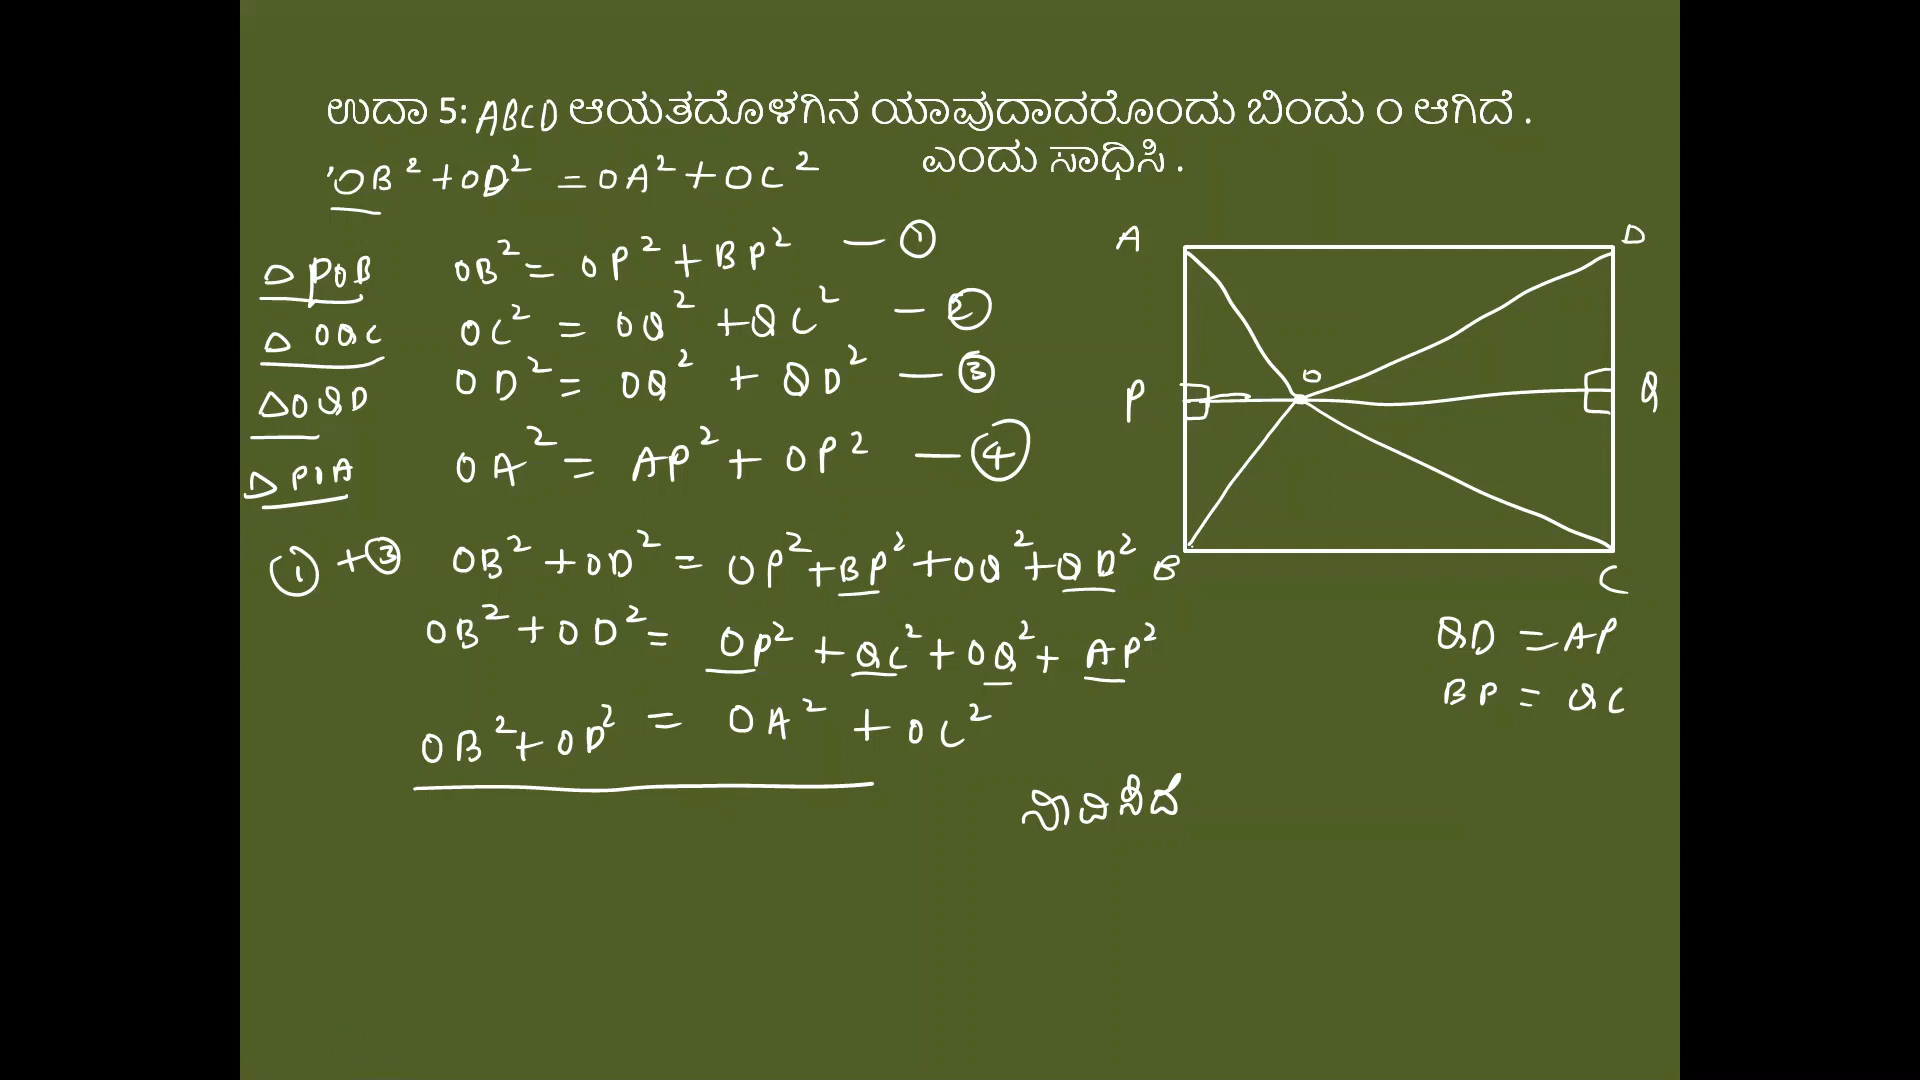 ಉದಾ 5: ABCD ಆಯತದೊಳಗಿನ ಯಾವುದಾದರೊಂದು ಬಿಂದು ೦ ಆಗಿದೆ .
OB² + OD² = OA² + OC² ಎಂದು ಸಾಧಿಸಿ .
△ POB OB² = OP² + BP² — ①
△ OQC OC² = OQ² + QC² — ②
△ OQD OD² = OQ² + QD² — ③
△ POA OA² = AP² + OP² — ④
① + ③ OB² + OD² = OP² + BP² + OQ² + QD²
OB² + OD² = OP² + QC² + OQ² + AP²
OB² + OD² = OA² + OC²
A
D
P
O
Q
B
C
QD = AP
BP = QC